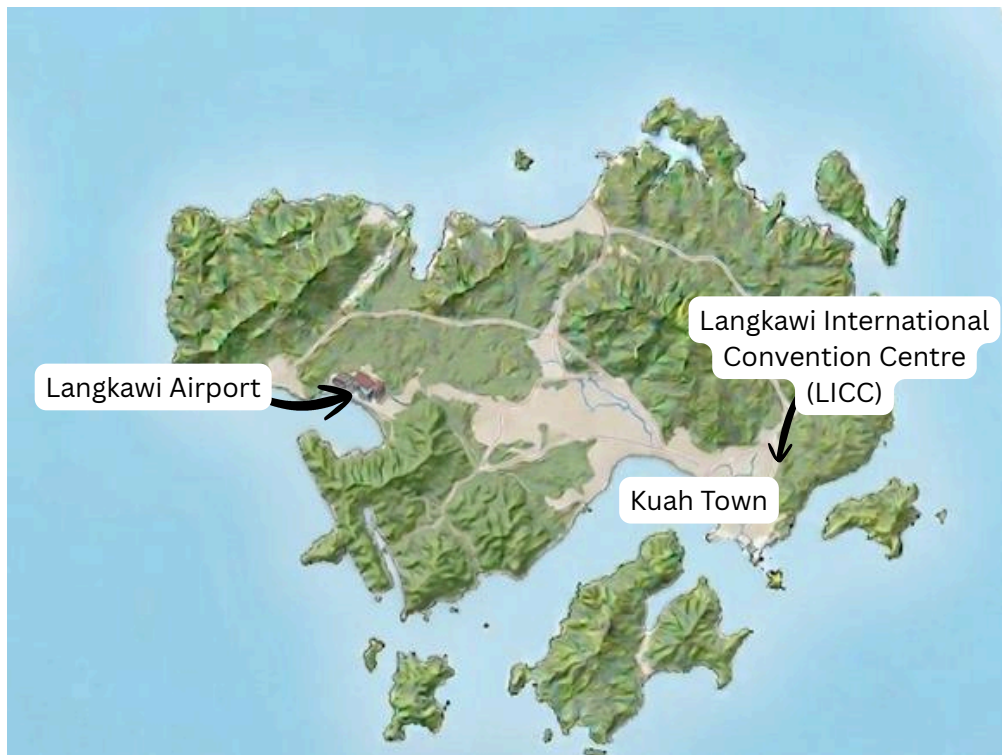 Langkawi International
Convention Centre
(LICC)
Langkawi Airport
Kuah Town